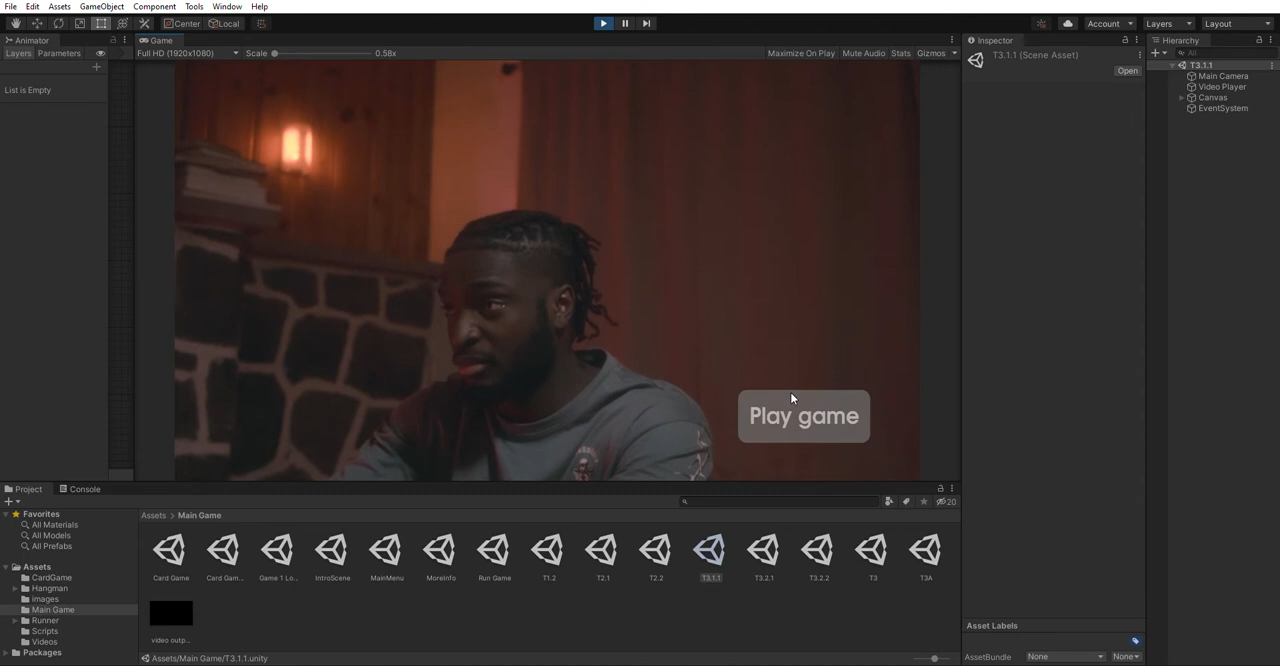 File Edit Assets GameObject Component Tools Window Help
Center Local Account Layers Layout
Animator Game Inspector Hierarchy
Layers Parameters Full HD (1920x1080) Scale 0.58x Maximize On Play Mute Audio Stats Gizmos T3.1.1 (Scene Asset) All
Open T3.1.1
Main Camera
Video Player
List is Empty
Canvas
EventSystem
Play game
Project Console
20
Favorites
All Materials
All Models
All Prefabs
Assets
CardGame
Hangman
images
Main Game
Runner
Scripts
Videos
Packages
Assets > Main Game
Card Game Card Gam... Game 1 Lo... IntroScene MainMenu MoreInfo Run Game T1.2 T2.1 T2.2 T3.1.1 T3.2.1 T3.2.2 T3 T3A
video outp...
Assets/Main Game/T3.1.1.unity
Asset Labels
AssetBundle None None